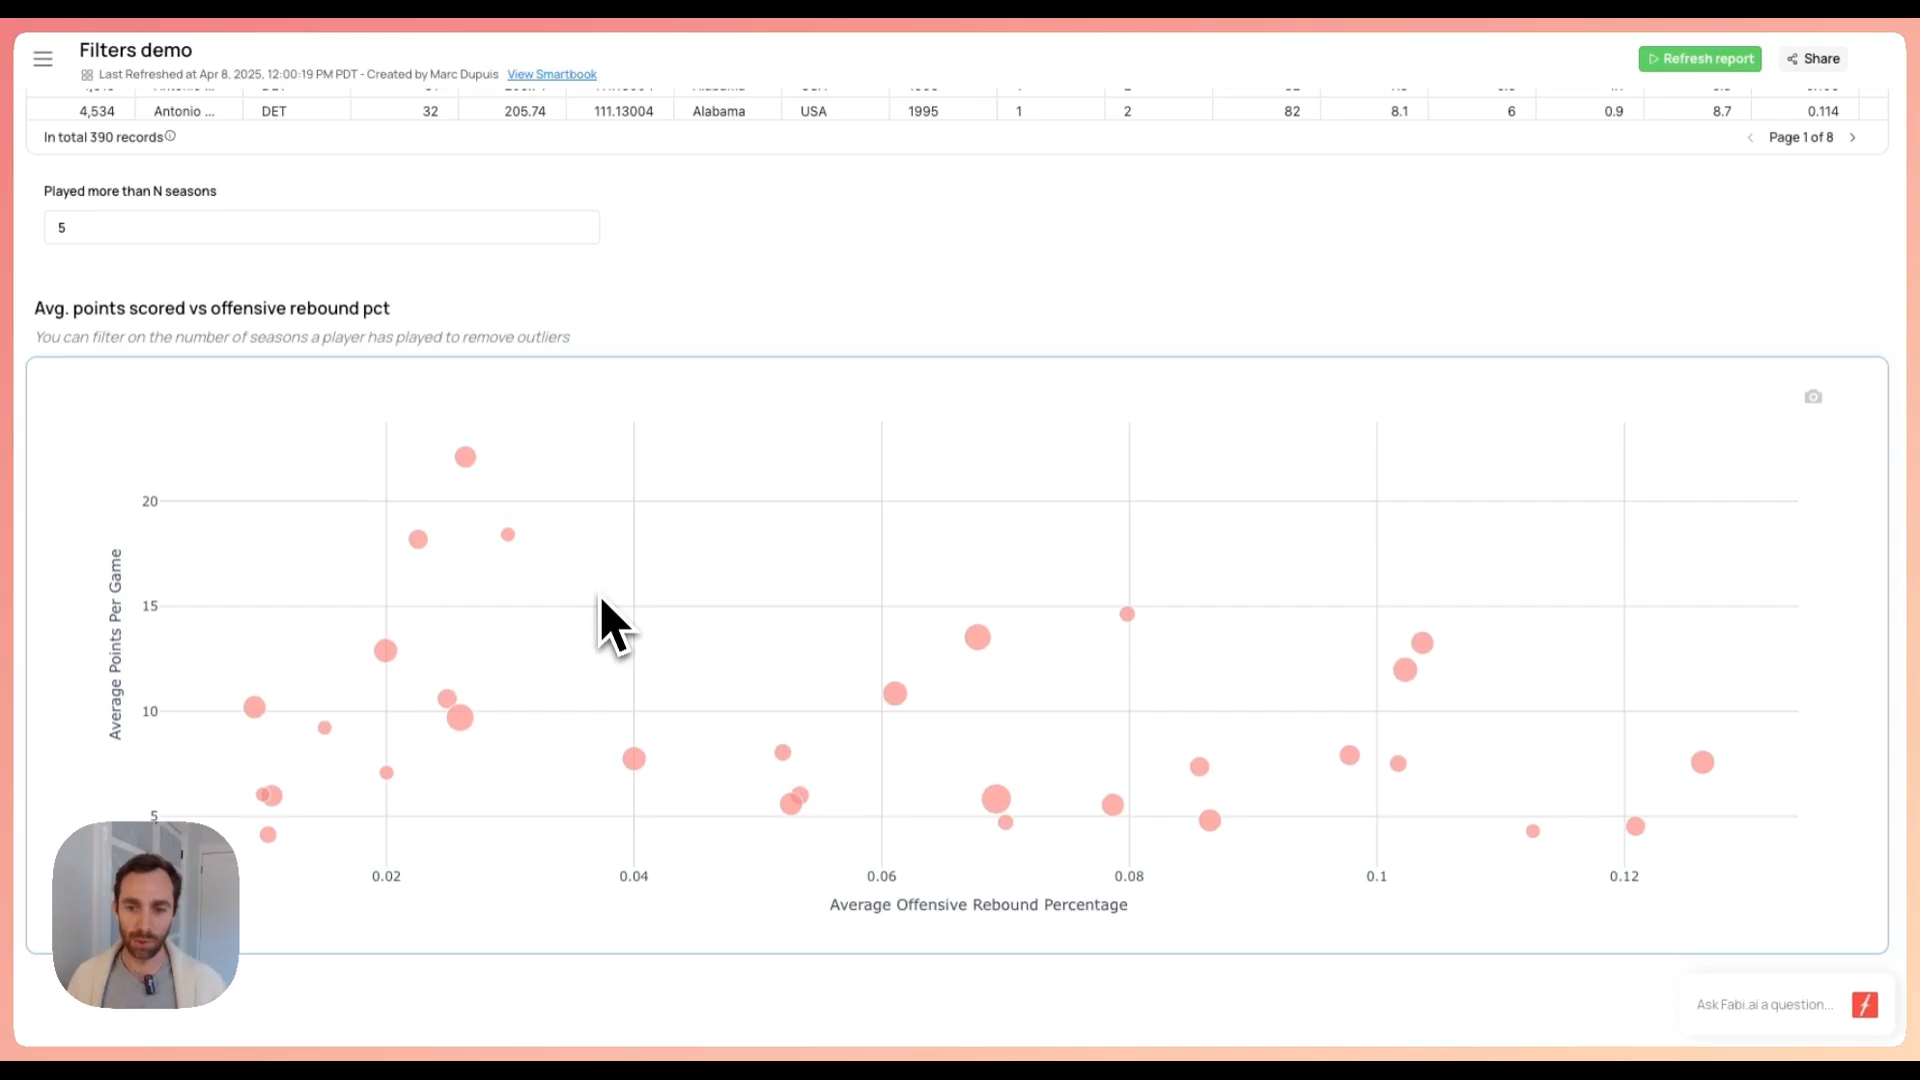 Filters demo
Last Refreshed at Apr 8, 2025, 12:00:19 PM PDT - Created by Marc Dupuis View Smartbook
Refresh report
Share
4,534 Antonio ... DET 32 205.74 111.13004 Alabama USA 1995 1 2 82 8.1 6 0.9 8.7 0.114
In total 390 records
Page 1 of 8
Played more than N seasons
5
Avg. points scored vs offensive rebound pct
You can filter on the number of seasons a player has played to remove outliers
20
15
10
5
Average Points Per Game
0.02 0.04 0.06 0.08 0.1 0.12
Average Offensive Rebound Percentage
Ask Fabi.ai a question...